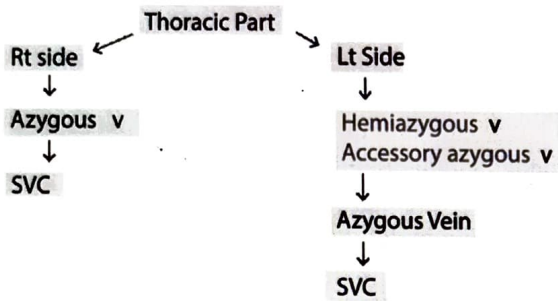 Thoracic Part
Rt side
Azygous v
SVC
Lt Side
Hemiazygous v
Accessory azygous v
Azygous Vein
SVC